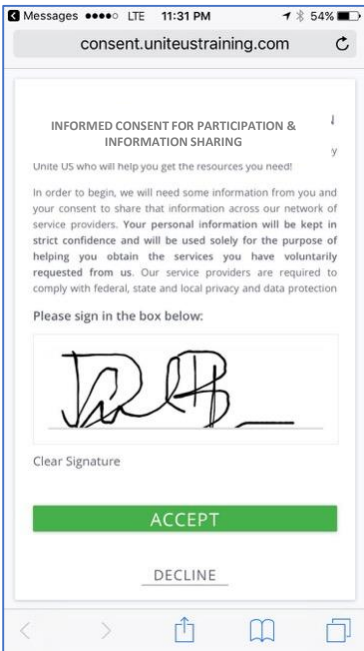 Messages LTE 11:31 PM 54%
consent.uniteustraining.com
INFORMED CONSENT FOR PARTICIPATION &
INFORMATION SHARING
y
Unite US who will help you get the resources you need!
In order to begin, we will need some information from you and
your consent to share that information across our network of
service providers. Your personal information will be kept in
strict confidence and will be used solely for the purpose of
helping you obtain the services you have voluntarily
requested from us. Our service providers are required to
comply with federal, state and local privacy and data protection
Please sign in the box below:
Clear Signature
ACCEPT
DECLINE